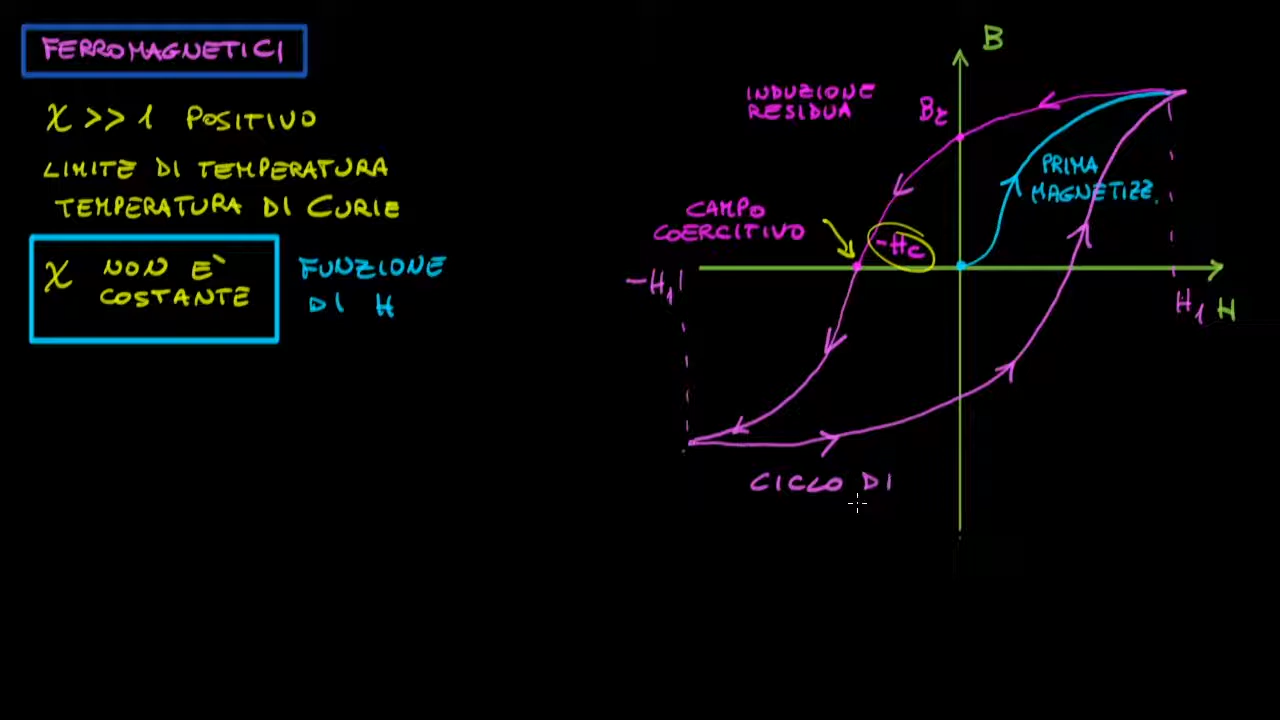 FERROMAGNETICI
χ >> 1 POSITIVO
LIMITE DI TEMPERATURA
TEMPERATURA DI CURIE
χ NON E`
COSTANTE
FUNZIONE
DI H
B
INDUZIONE
RESIDUA
Br
PRIMA
MAGNETIZZ.
CAMPO
COERCITIVO
-Hc
-H1
H1
H
CICLO DI